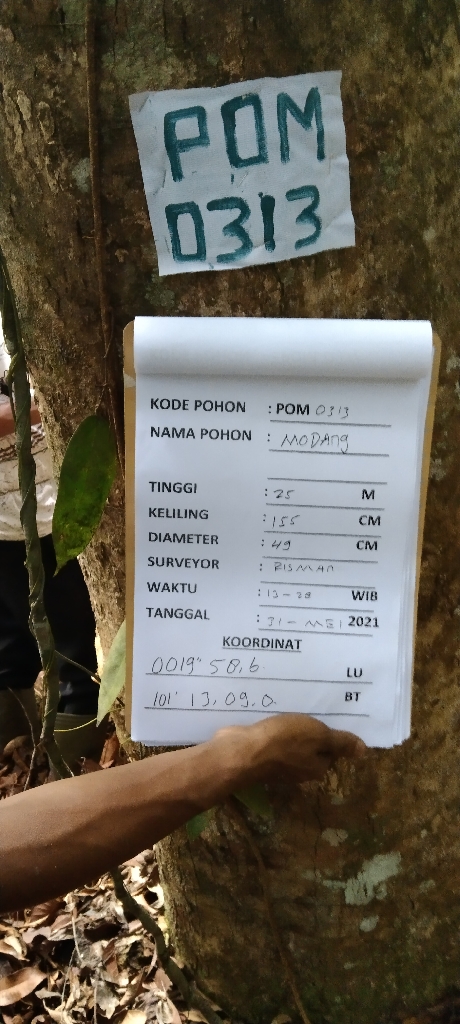 POM
0313
KODE POHON : POM 0313
NAMA POHON : MODANG
TINGGI : 25 M
KELILING : 155 CM
DIAMETER : 49 CM
SURVEYOR : RISMAN
WAKTU : 13-28 WIB
TANGGAL : 31 - MEI 2021
KOORDINAT
0019" 58,6 LU
101' 13,09,0 BT